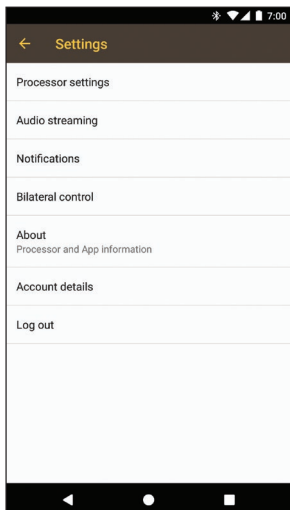 7:00
Settings
Processor settings
Audio streaming
Notifications
Bilateral control
About
Processor and App information
Account details
Log out